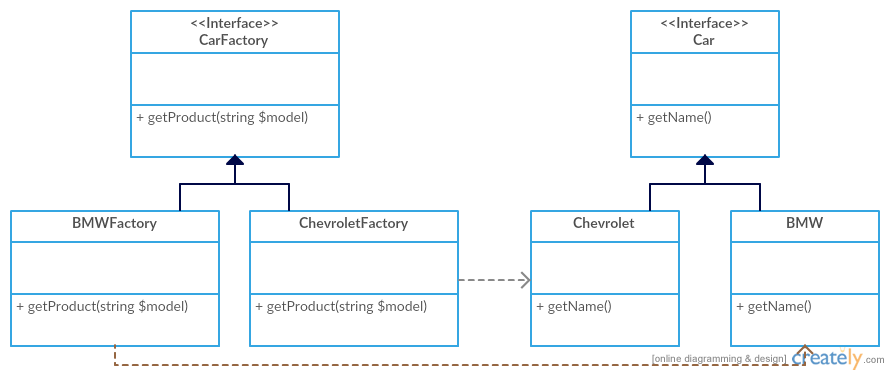 <<Interface>>
CarFactory
+ getProduct(string $model)
<<Interface>>
Car
+ getName()
BMWFactory
+ getProduct(string $model)
ChevroletFactory
+ getProduct(string $model)
Chevrolet
+ getName()
BMW
+ getName()
[online diagramming & design] creately.com